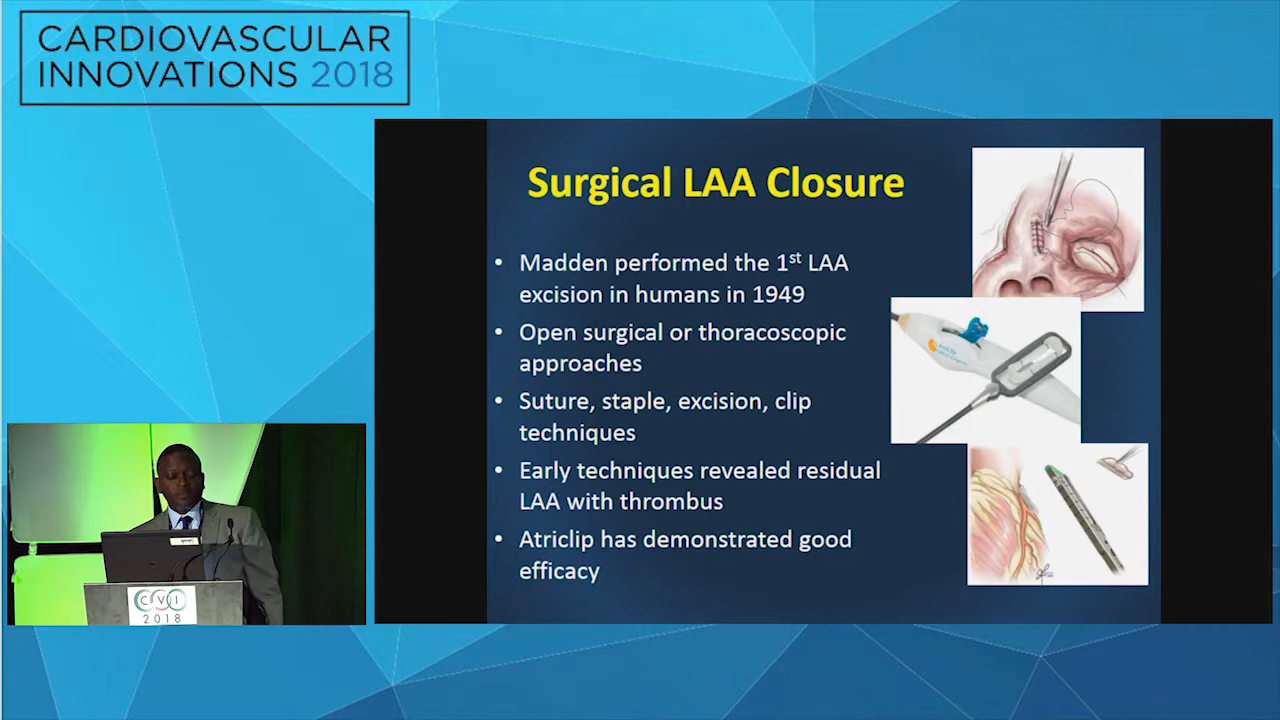 CARDIOVASCULAR
INNOVATIONS 2018
Surgical LAA Closure
• Madden performed the 1st LAA
excision in humans in 1949
• Open surgical or thoracoscopic
approaches
• Suture, staple, excision, clip
techniques
• Early techniques revealed residual
LAA with thrombus
• Atriclip has demonstrated good
efficacy
CVI
2018